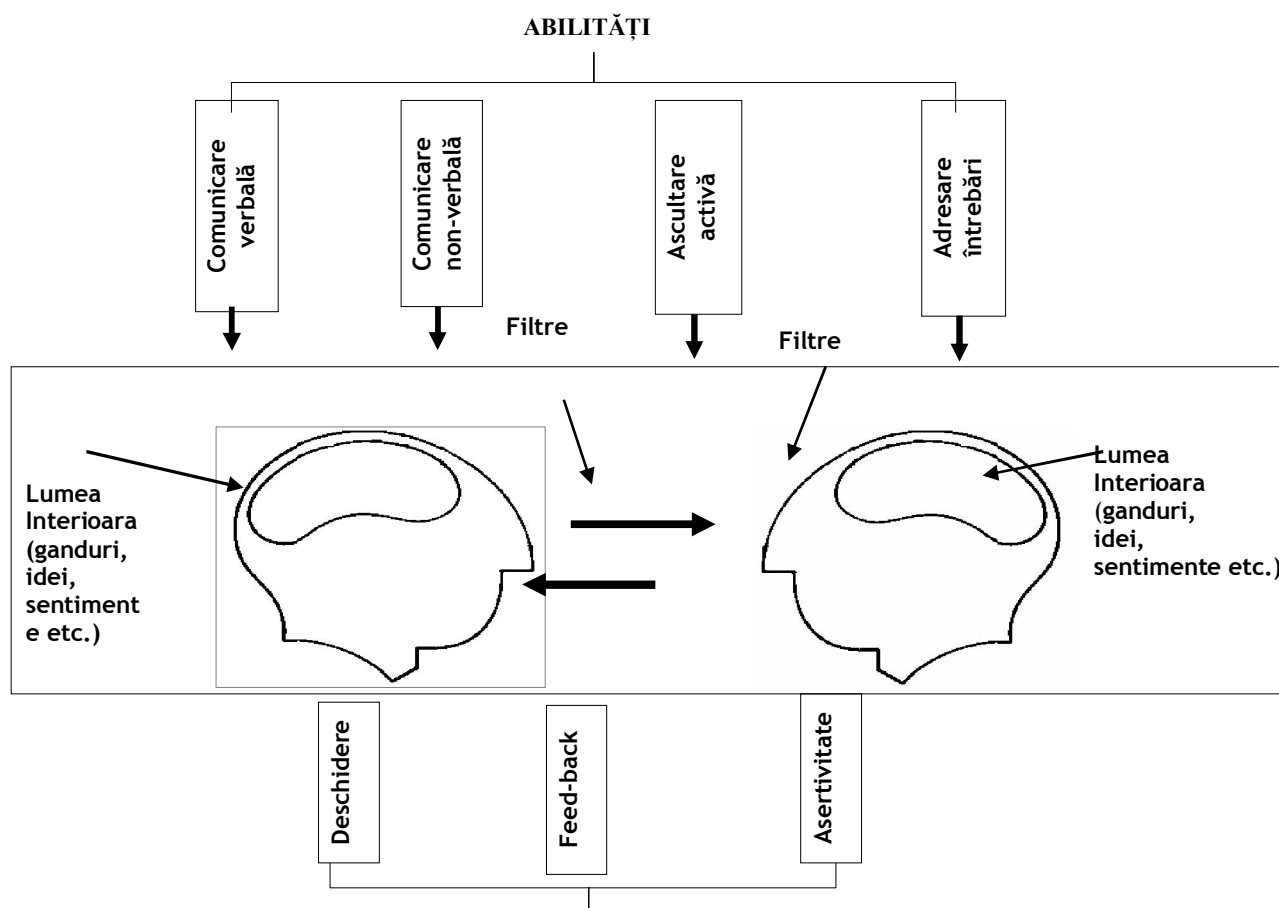 ABILITĂȚI
Comunicare
verbală
Comunicare
non-verbală
Ascultare
activă
Adresare
întrebări
Filtre
Filtre
Lumea
Interioara
(ganduri,
idei,
sentiment
e etc.)
Lumea
Interioara
(ganduri,
idei,
sentimente etc.)
Deschidere
Feed-back
Asertivitate